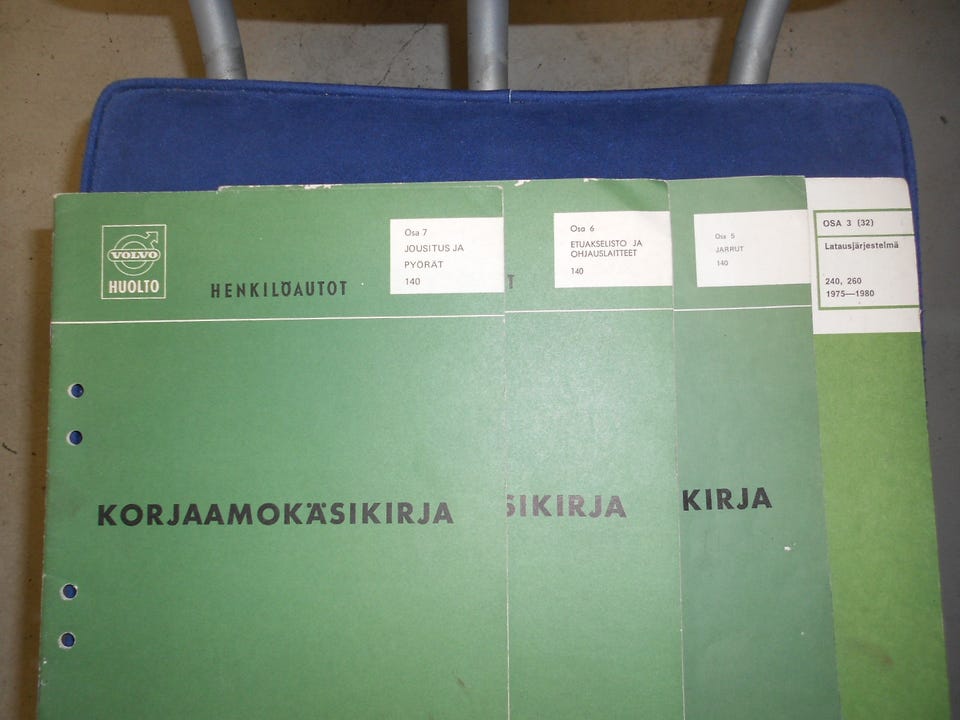 VOLVO
HUOLTO
HENKILÖAUTOT
Osa 7
JOUSITUS JA
PYÖRÄT
140
KORJAAMOKÄSIKIRJA
T
Osa 6
ETUAKSELISTO JA
OHJAUSLAITTEET
140
SIKIRJA
Osa 5
JARRUT
140
KIRJA
OSA 3 (32)
Latausjärjestelmä
240, 260
1975—1980